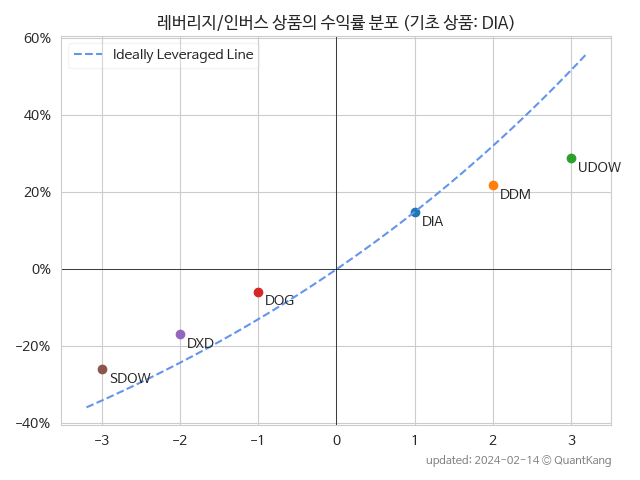 레버리지/인버스 상품의 수익률 분포 (기초 상품: DIA)
60%
Ideally Leveraged Line
40%
UDOW
20%
DDM
DIA
0%
DOG
-20%
DXD
SDOW
-40%
-3 -2 -1 0 1 2 3
updated: 2024-02-14 © QuantKang